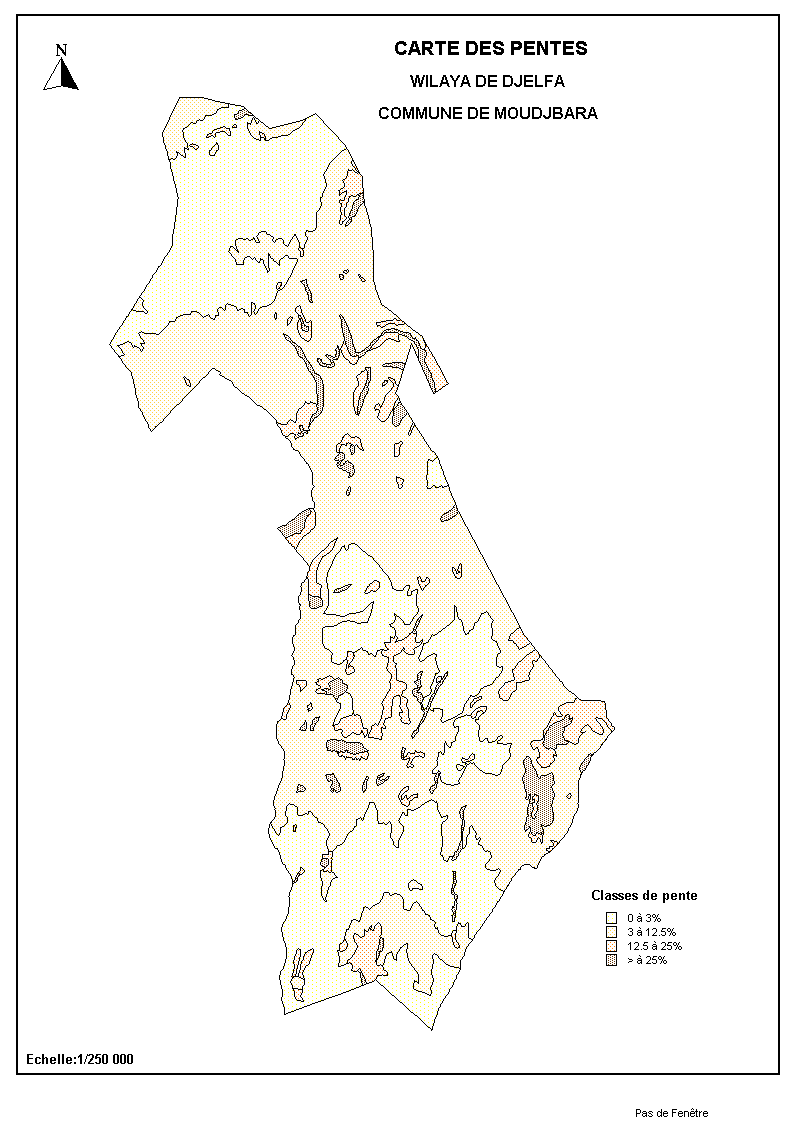 CARTE DES PENTES
N
WILAYA DE DJELFA
COMMUNE DE MOUDJBARA
Classes de pente
0 à 3%
3 à 12.5%
12.5 à 25%
> à 25%
Echelle:1/250 000
Pas de Fenêtre